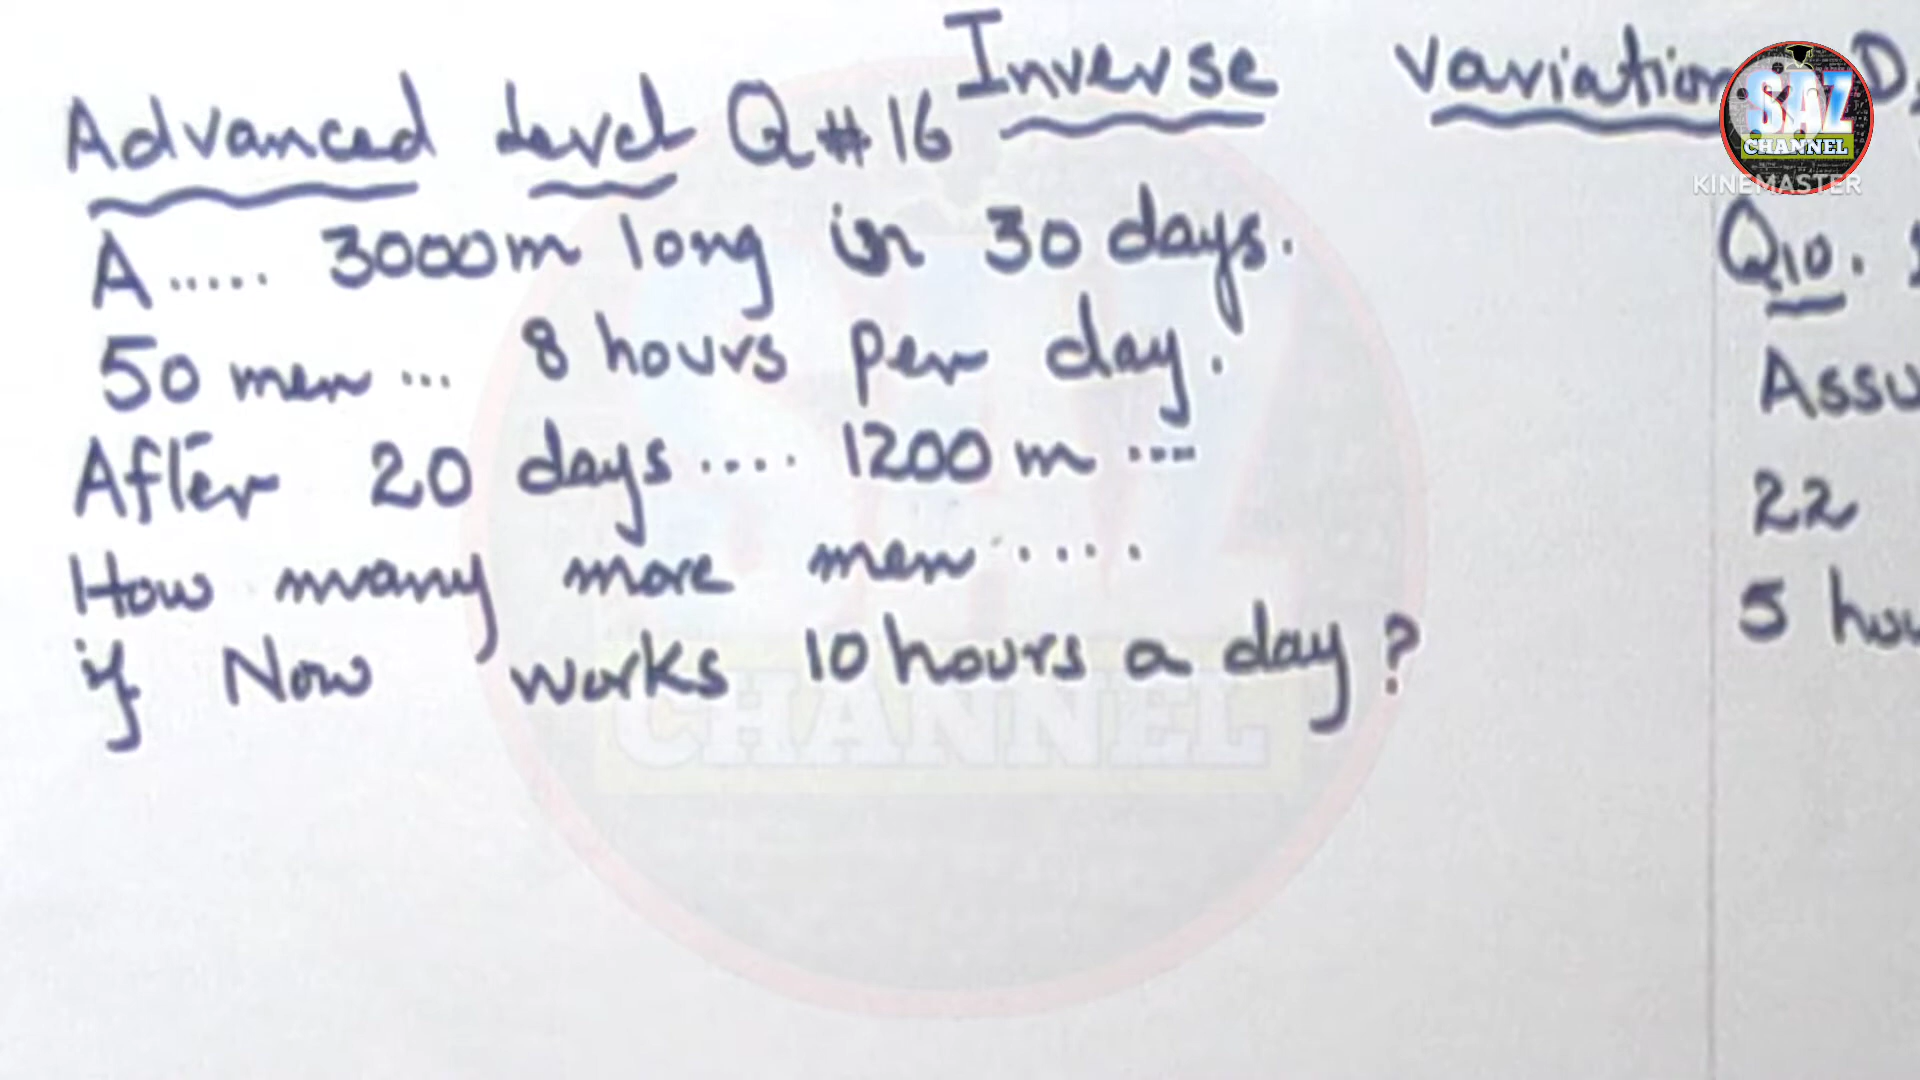 Inverse variation D
Advanced Level Q#16
A..... 3000m long in 30 days.
50 men ... 8 hours per day.
After 20 days .... 1200 m ....
How many more men ....
if Now works 10 hours a day?
Q10.
Assu
22
5 hou
SAZ
CHANNEL
KINEMASTER
SAZ
CHANNEL